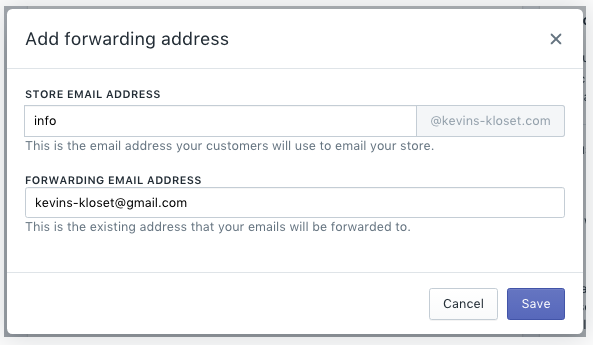 Add forwarding address
STORE EMAIL ADDRESS
info @kevins-kloset.com
This is the email address your customers will use to email your store.
FORWARDING EMAIL ADDRESS
kevins-kloset@gmail.com
This is the existing address that your emails will be forwarded to.
Cancel Save